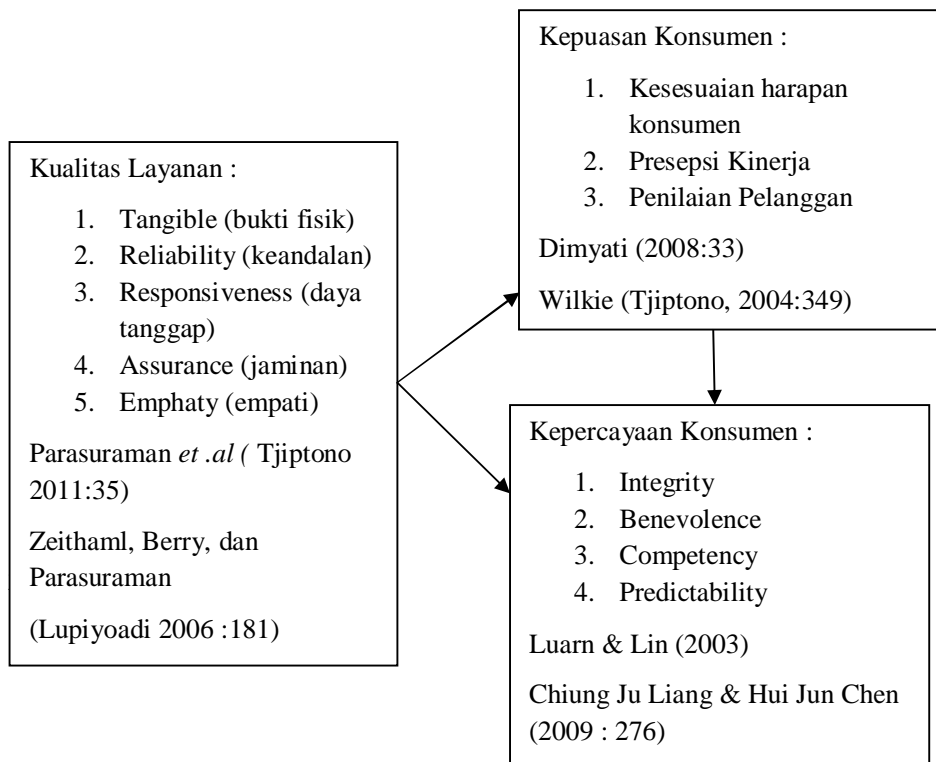 Kualitas Layanan :
1. Tangible (bukti fisik)
2. Reliability (keandalan)
3. Responsiveness (daya
tanggap)
4. Assurance (jaminan)
5. Emphaty (empati)
Parasuraman et .al ( Tjiptono
2011:35)
Zeithaml, Berry, dan
Parasuraman
(Lupiyoadi 2006 :181)
Kepuasan Konsumen :
1. Kesesuaian harapan
konsumen
2. Presepsi Kinerja
3. Penilaian Pelanggan
Dimyati (2008:33)
Wilkie (Tjiptono, 2004:349)
Kepercayaan Konsumen :
1. Integrity
2. Benevolence
3. Competency
4. Predictability
Luarn & Lin (2003)
Chiung Ju Liang & Hui Jun Chen
(2009 : 276)